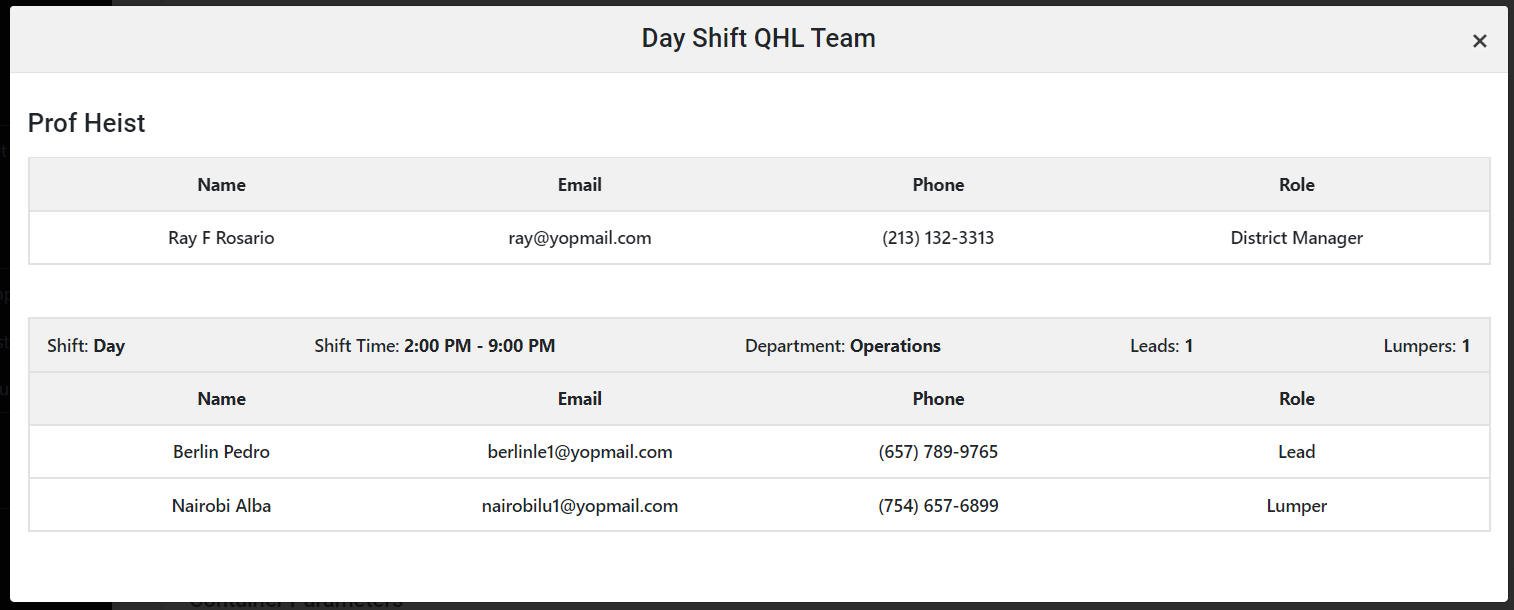 Day Shift QHL Team ×
Prof Heist
Name Email Phone Role
Ray F Rosario ray@yopmail.com (213) 132-3313 District Manager
Shift: Day Shift Time: 2:00 PM - 9:00 PM Department: Operations Leads: 1 Lumpers: 1
Name Email Phone Role
Berlin Pedro berlinle1@yopmail.com (657) 789-9765 Lead
Nairobi Alba nairobilu1@yopmail.com (754) 657-6899 Lumper
Container Parameters